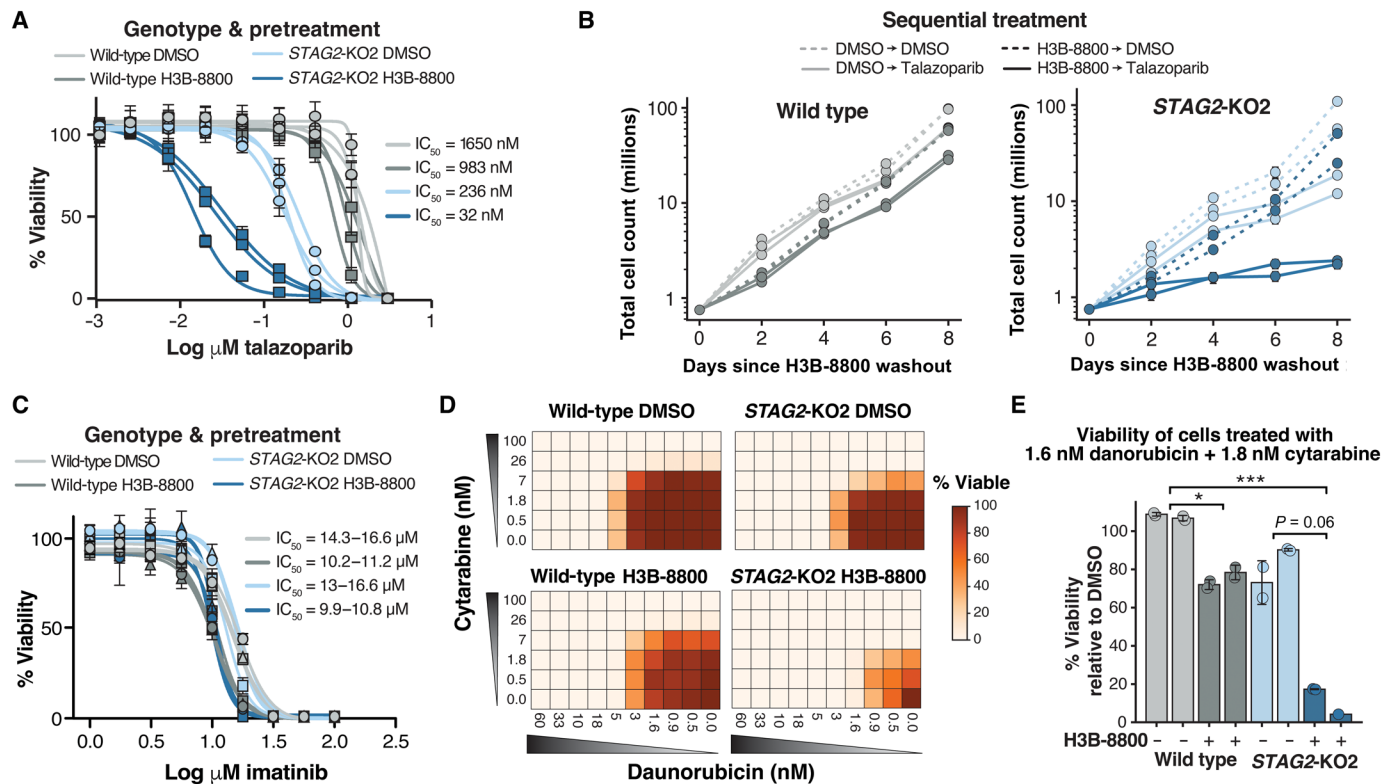 A
Genotype & pretreatment
Wild-type DMSO
STAG2-KO2 DMSO
Wild-type H3B-8800
STAG2-KO2 H3B-8800
% Viability
100
50
0
IC50 = 1650 nM
IC50 = 983 nM
IC50 = 236 nM
IC50 = 32 nM
−3 −2 −1 0 1
Log μM talazoparib
B
Sequential treatment
DMSO → DMSO
H3B-8800 → DMSO
DMSO → Talazoparib
H3B-8800 → Talazoparib
Wild type
Total cell count (millions)
100
10
1
0 2 4 6 8
Days since H3B-8800 washout
STAG2-KO2
Total cell count (millions)
100
10
1
0 2 4 6 8
Days since H3B-8800 washout
C
Genotype & pretreatment
Wild-type DMSO
STAG2-KO2 DMSO
Wild-type H3B-8800
STAG2-KO2 H3B-8800
% Viability
100
50
0
IC50 = 14.3–16.6 μM
IC50 = 10.2–11.2 μM
IC50 = 13–16.6 μM
IC50 = 9.9–10.8 μM
0.0 0.5 1.0 1.5 2.0 2.5
Log μM imatinib
D
Wild-type DMSO
STAG2-KO2 DMSO
Cytarabine (nM)
100
26
7
1.8
0.5
0.0
% Viable
100
80
60
40
20
0
Wild-type H3B-8800
STAG2-KO2 H3B-8800
100
26
7
1.8
0.5
0.0
60 33 10 18 5 3 1.6 0.9 0.5 0.0
60 33 10 18 5 3 1.6 0.9 0.5 0.0
Daunorubicin (nM)
E
Viability of cells treated with
1.6 nM danorubicin + 1.8 nM cytarabine
% Viability
relative to DMSO
100
80
60
40
20
0
***
*
P = 0.06
H3B-8800 − − + + − − + +
Wild type
STAG2-KO2